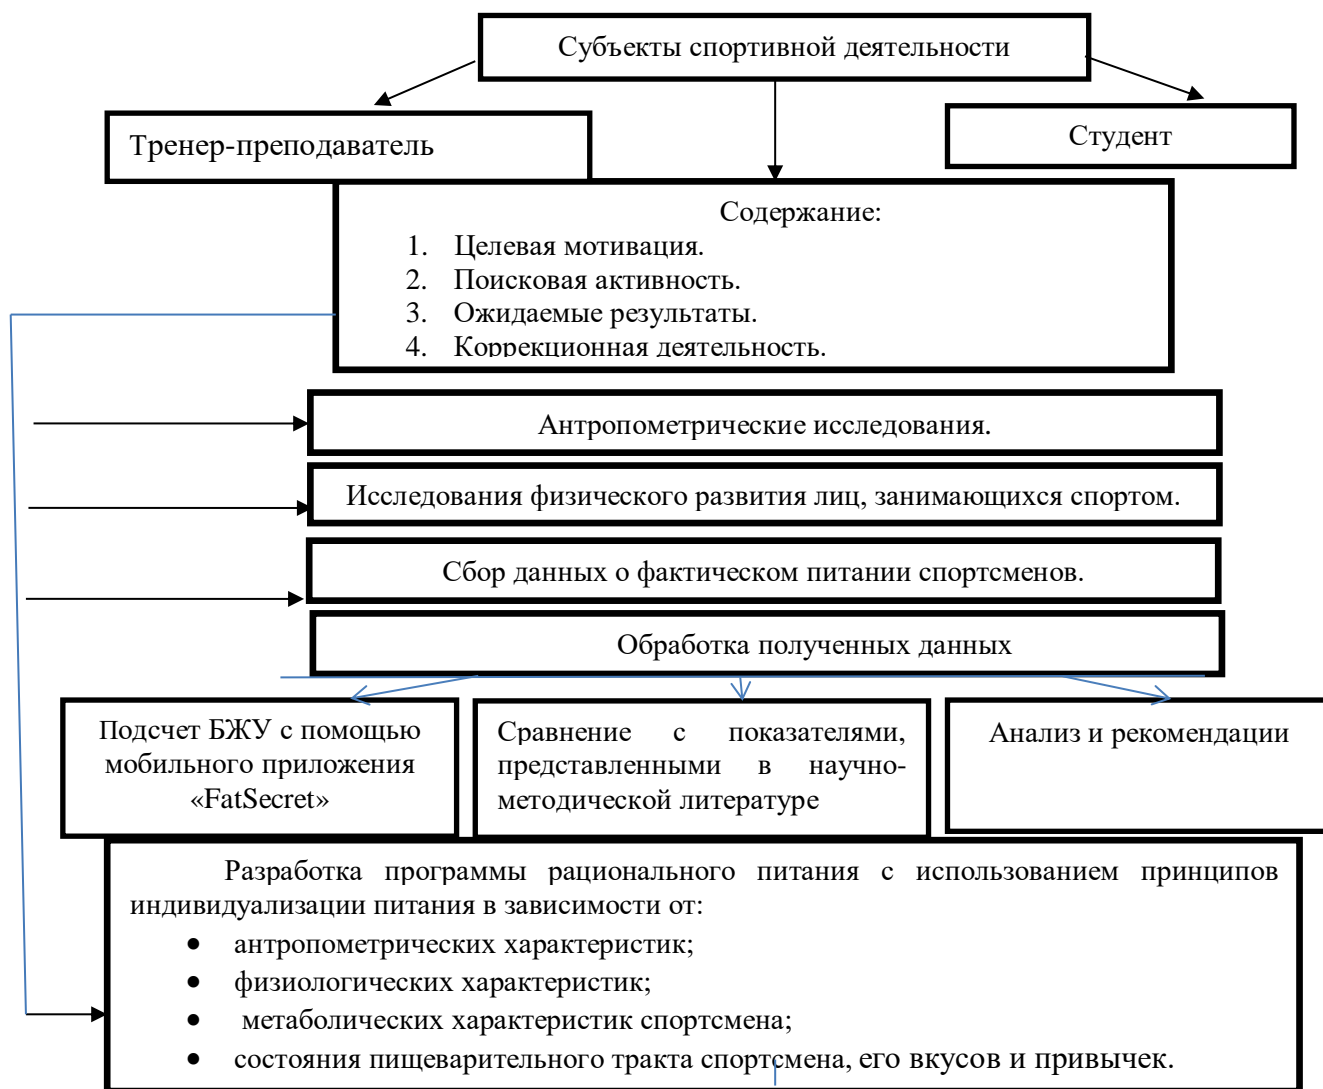 Субъекты спортивной деятельности
Тренер-преподаватель
Студент
Содержание:
1. Целевая мотивация.
2. Поисковая активность.
3. Ожидаемые результаты.
4. Коррекционная деятельность.
Антропометрические исследования.
Исследования физического развития лиц, занимающихся спортом.
Сбор данных о фактическом питании спортсменов.
Обработка полученных данных
Подсчет БЖУ с помощью
мобильного приложения
«FatSecret»
Сравнение с показателями,
представленными в научно-
методической литературе
Анализ и рекомендации
Разработка программы рационального питания с использованием принципов
индивидуализации питания в зависимости от:
• антропометрических характеристик;
• физиологических характеристик;
• метаболических характеристик спортсмена;
• состояния пищеварительного тракта спортсмена, его вкусов и привычек.